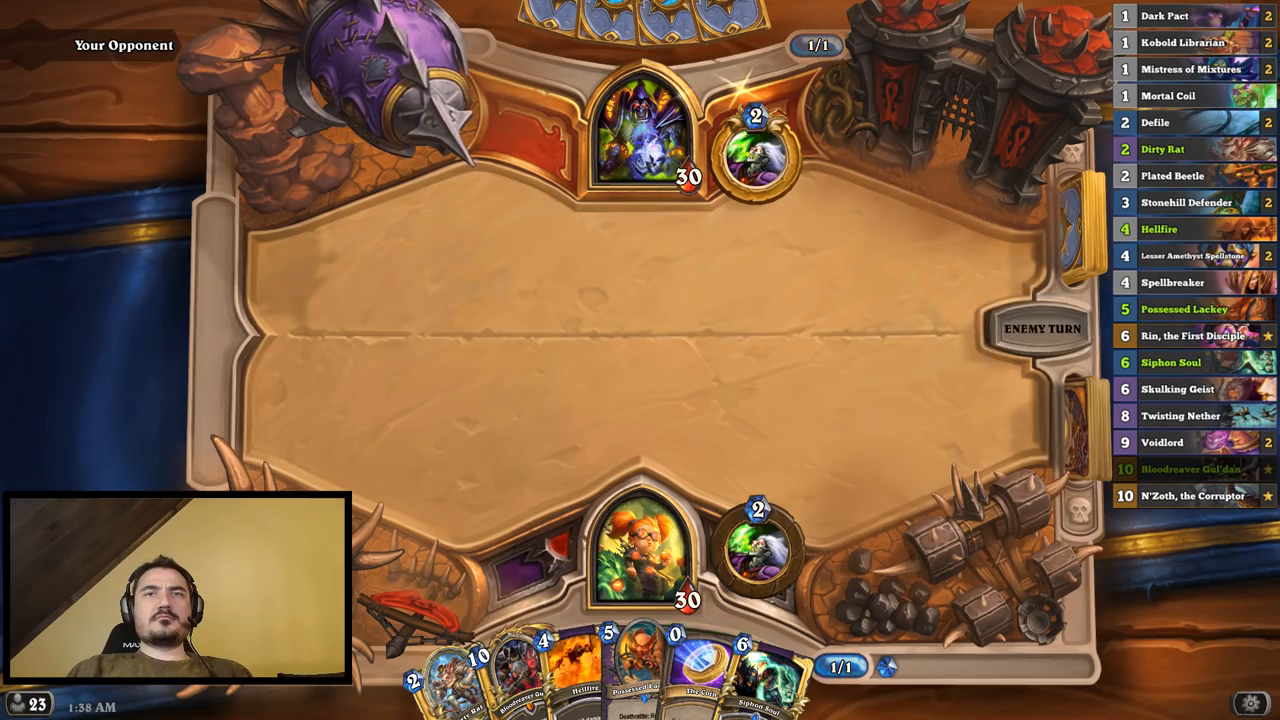 Your Opponent
1/1
2
30
ENEMY TURN
2
30
1/1
2
10
4
5
0
6
Hellfire
The Coin
Siphon Soul
Deathrattle:
23
1:38 AM
1 Dark Pact 2
1 Kobold Librarian 2
1 Mistress of Mixtures 2
1 Mortal Coil
2 Defile 2
2 Dirty Rat
2 Plated Beetle
3 Stonehill Defender 2
4 Hellfire
4 Lesser Amethyst Spellstone 2
4 Spellbreaker
5 Possessed Lackey
6 Rin, the First Disciple
6 Siphon Soul
6 Skulking Geist
8 Twisting Nether
9 Voidlord 2
10 Bloodreaver Gul'dan
10 N'Zoth, the Corruptor